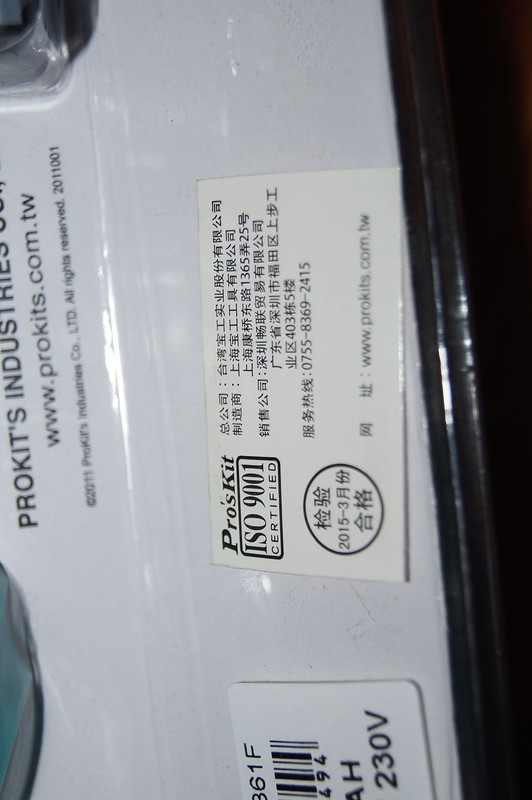 PROKIT'S INDUSTRIES CO.,
www.prokits.com.tw
©2011 ProKit's Industries Co., LTD. All rights reserved. 2011001
Pro'sKit
ISO 9001
CERTIFIED
总公司：台湾宝工实业股份有限公司
制造商：上海宝工工具有限公司
上海康桥东路1365弄25号
销售公司：深圳畅联贸易有限公司
广东省深圳市福田区上步工
业区403栋5楼
服务热线：0755-8369-2415
网 址：www.prokits.com.tw
检验
2015-3月份
合格
361F
494
AH
230V